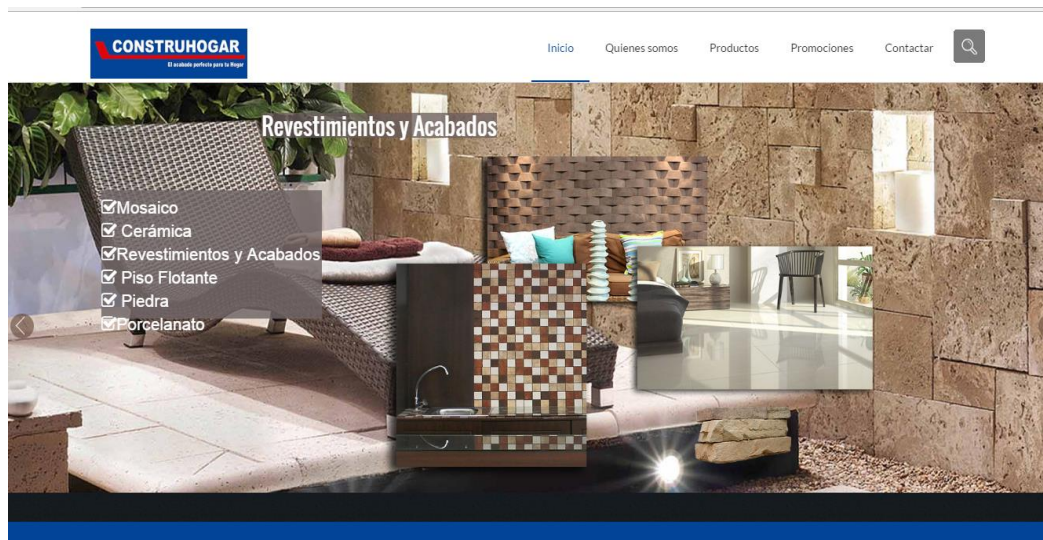 CONSTRUHOGAR
El acabado perfecto para tu Hogar
Inicio Quienes somos Productos Promociones Contactar
Revestimientos y Acabados
Mosaico
Cerámica
Revestimientos y Acabados
Piso Flotante
Piedra
Porcelanato